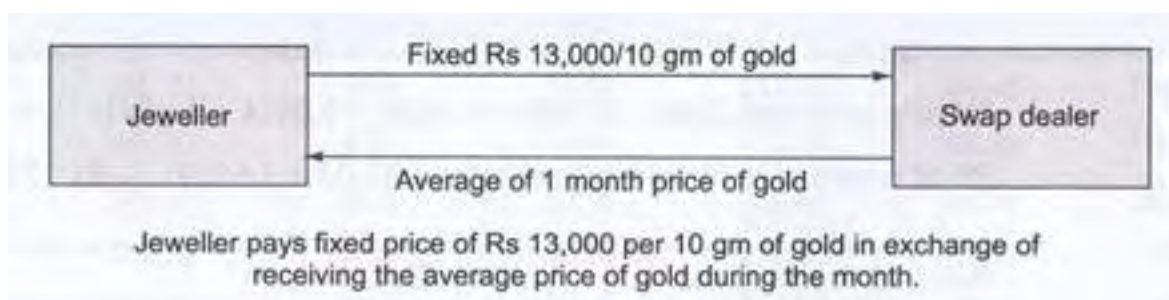 Fixed Rs 13,000/10 gm of gold
Jeweller
Swap dealer
Average of 1 month price of gold
Jeweller pays fixed price of Rs 13,000 per 10 gm of gold in exchange of
receiving the average price of gold during the month.